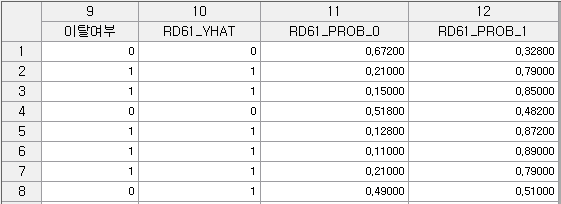 9 10 11 12
이탈여부 RD61_YHAT RD61_PROB_0 RD61_PROB_1
1 0 0 0,67200 0,32800
2 1 1 0,21000 0,79000
3 1 1 0,15000 0,85000
4 0 0 0,51800 0,48200
5 1 1 0,12800 0,87200
6 1 1 0,11000 0,89000
7 1 1 0,21000 0,79000
8 0 1 0,49000 0,51000